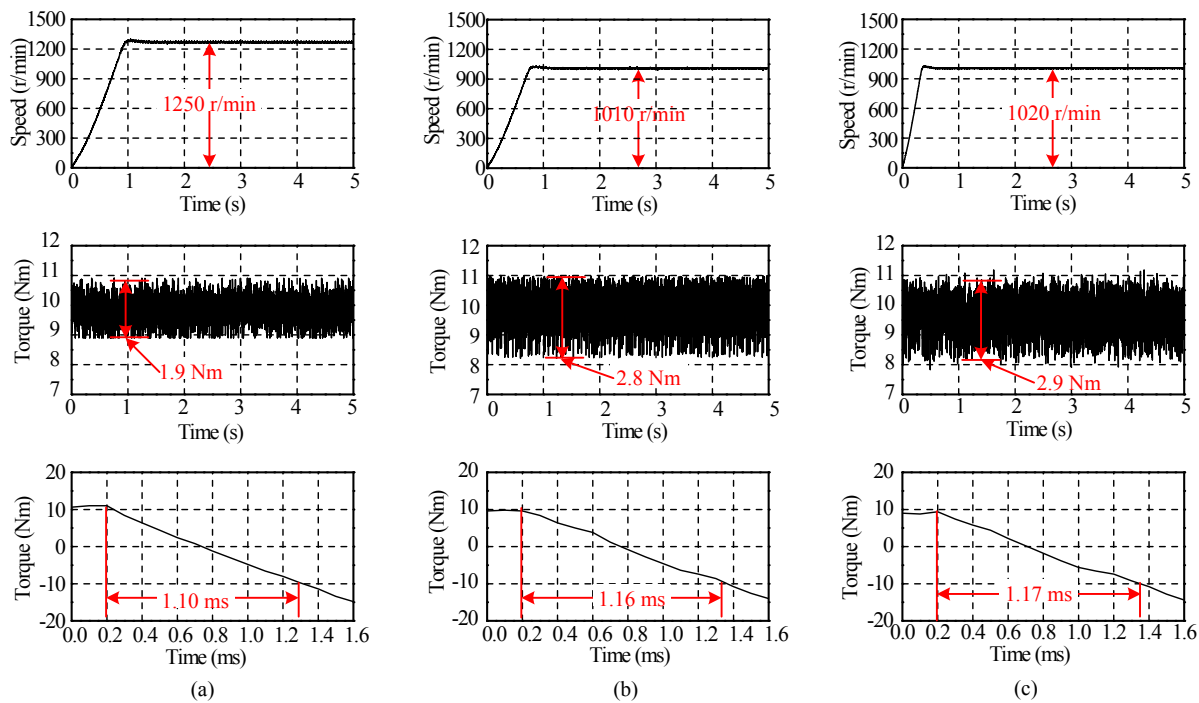 1500
1200
900
600
300
0
Speed (r/min)
1250 r/min
0 1 2 3 4 5
Time (s)
1500
1200
900
600
300
0
Speed (r/min)
1010 r/min
0 1 2 3 4 5
Time (s)
1500
1200
900
600
300
0
Speed (r/min)
1020 r/min
0 1 2 3 4 5
Time (s)
12
11
10
9
8
7
Torque (Nm)
1.9 Nm
0 1 2 3 4 5
Time (s)
12
11
10
9
8
7
Torque (Nm)
2.8 Nm
0 1 2 3 4 5
Time (s)
12
11
10
9
8
7
Torque (Nm)
2.9 Nm
0 1 2 3 4 5
Time (s)
20
10
0
-10
-20
Torque (Nm)
1.10 ms
0.0 0.2 0.4 0.6 0.8 1.0 1.2 1.4 1.6
Time (ms)
20
10
0
-10
-20
Torque (Nm)
1.16 ms
0.0 0.2 0.4 0.6 0.8 1.0 1.2 1.4 1.6
Time (ms)
20
10
0
-10
-20
Torque (Nm)
1.17 ms
0.0 0.2 0.4 0.6 0.8 1.0 1.2 1.4 1.6
Time (ms)
(a)
(b)
(c)